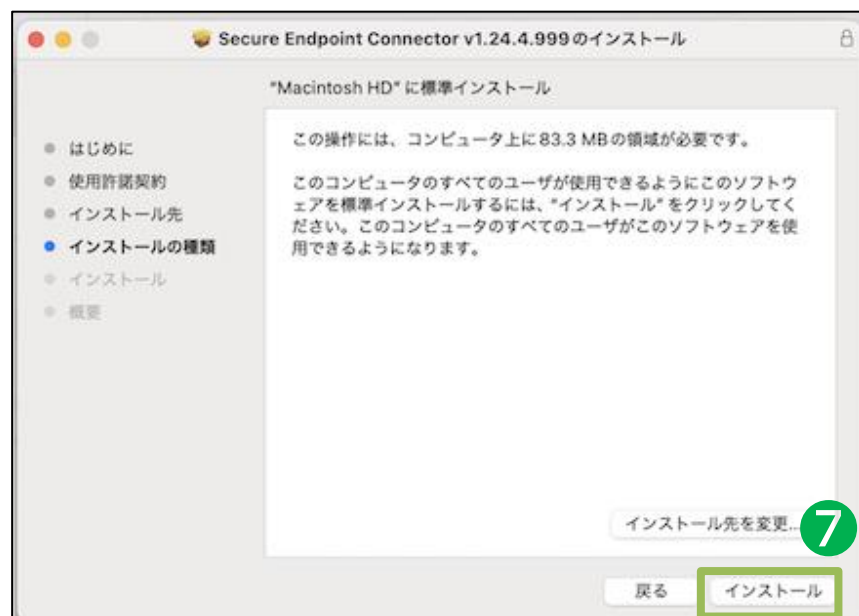 Secure Endpoint Connector v1.24.4.999のインストール
"Macintosh HD" に標準インストール
はじめに
使用許諾契約
インストール先
インストールの種類
インストール
概要
この操作には、コンピュータ上に83.3 MBの領域が必要です。
このコンピュータのすべてのユーザが使用できるようにこのソフトウ
ェアを標準インストールするには、"インストール" をクリックしてく
ださい。このコンピュータのすべてのユーザがこのソフトウェアを使
用できるようになります。
インストール先を変更...
7
戻る
インストール